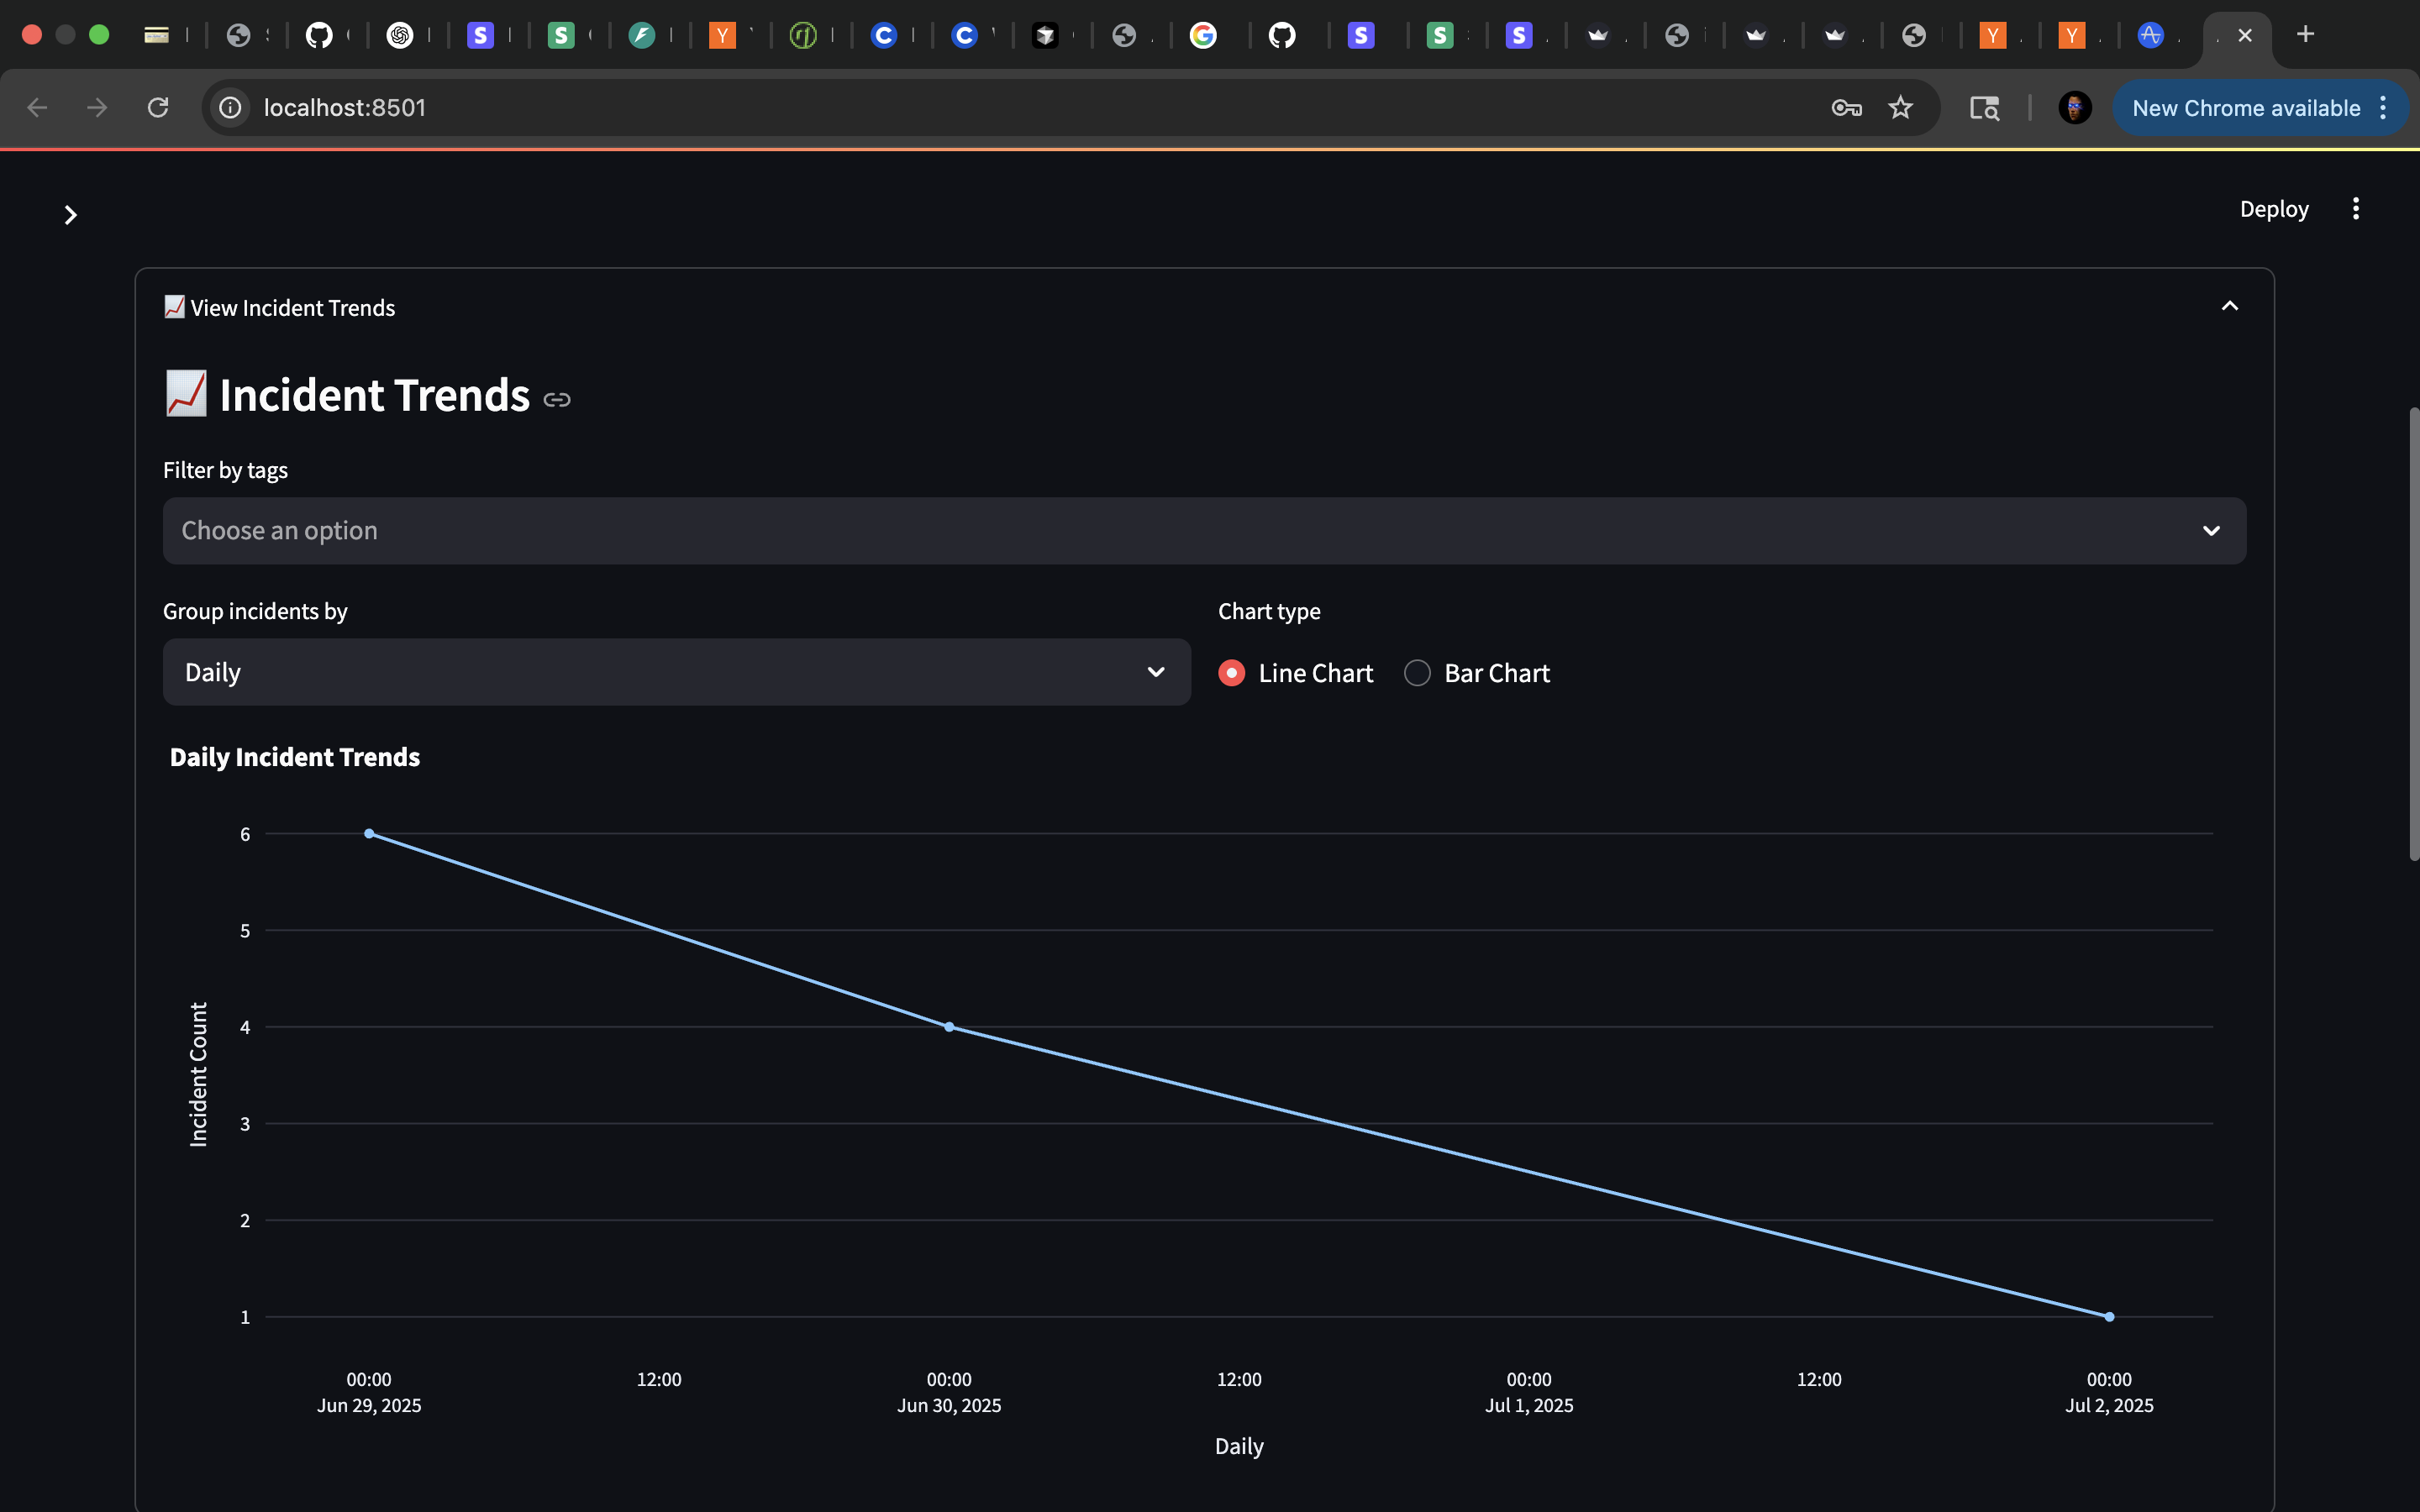 localhost:8501
New Chrome available
Deploy
View Incident Trends
Incident Trends
Filter by tags
Choose an option
Group incidents by
Chart type
Daily
Line Chart
Bar Chart
Daily Incident Trends
6
5
4
3
2
1
Incident Count
00:00
12:00
00:00
12:00
00:00
12:00
00:00
Jun 29, 2025
Jun 30, 2025
Jul 1, 2025
Jul 2, 2025
Daily